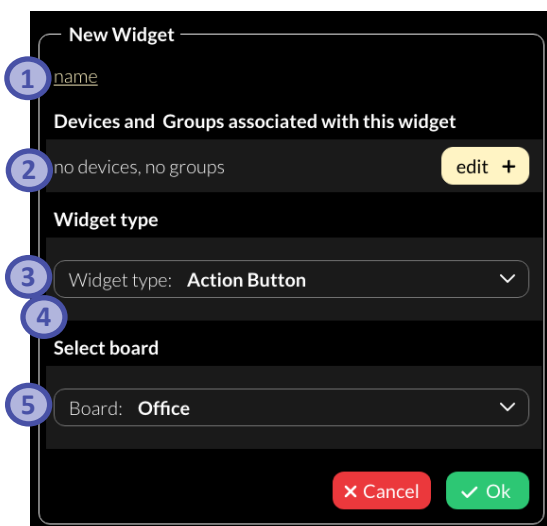 New Widget
1
name
Devices and Groups associated with this widget
2
no devices, no groups
edit +
Widget type
3
Widget type: Action Button
4
Select board
5
Board: Office
Cancel
Ok